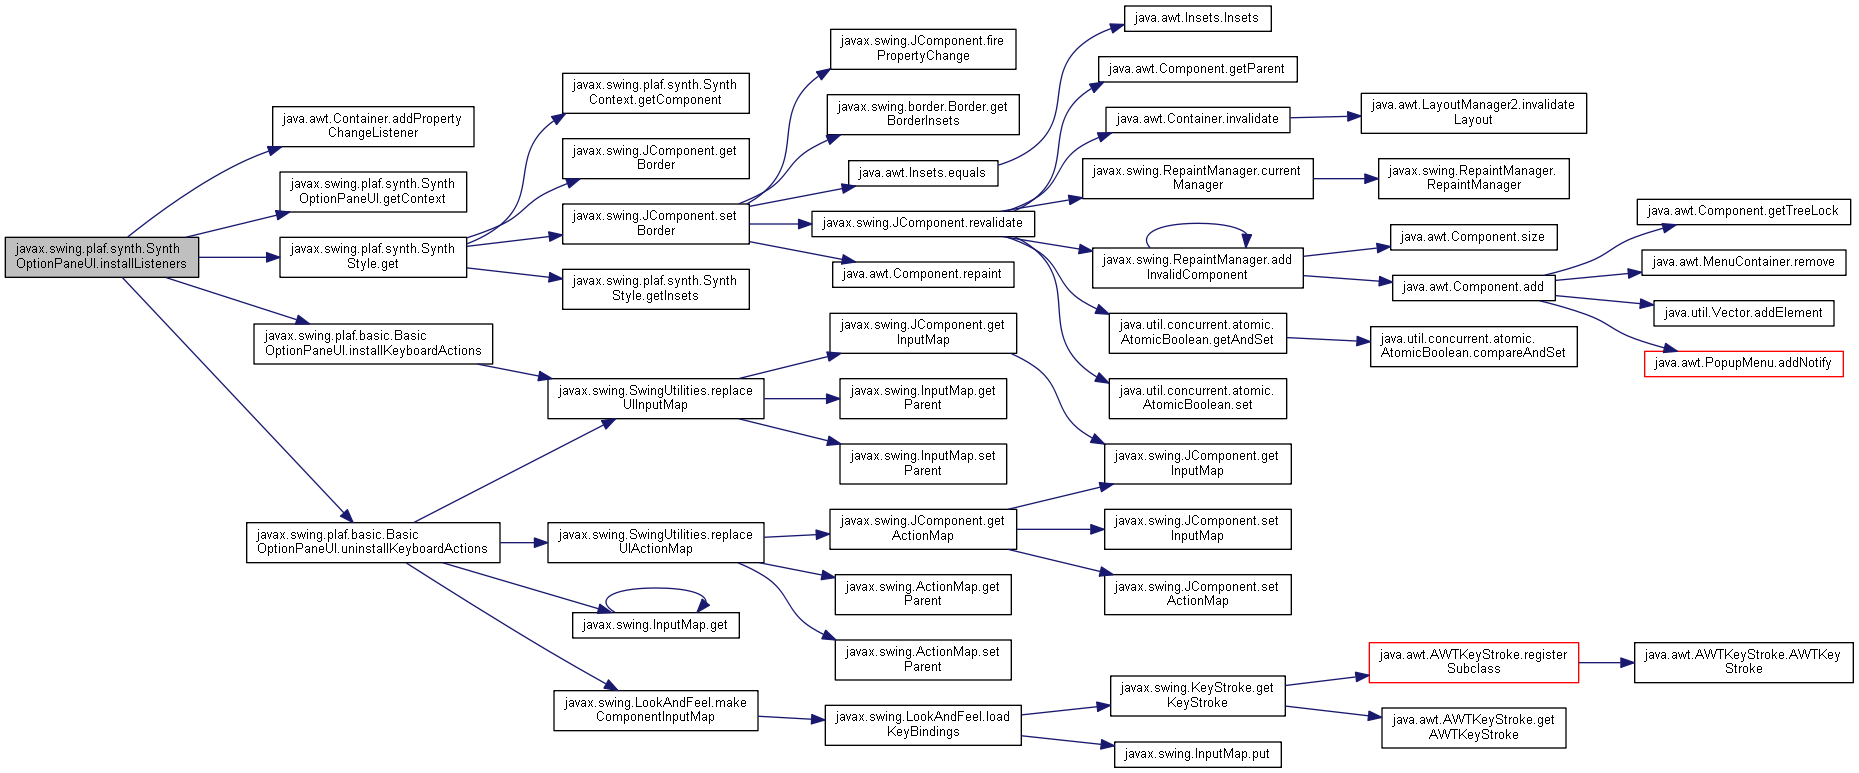 javax.swing.plaf.synth.Synth
OptionPaneUI.installListeners
java.awt.Container.addProperty
ChangeListener
javax.swing.plaf.synth.Synth
OptionPaneUI.getContext
javax.swing.plaf.synth.Synth
Style.get
javax.swing.plaf.basic.Basic
OptionPaneUI.installKeyboardActions
javax.swing.plaf.basic.Basic
OptionPaneUI.uninstallKeyboardActions
javax.swing.plaf.synth.Synth
Context.getComponent
javax.swing.JComponent.get
Border
javax.swing.JComponent.set
Border
javax.swing.plaf.synth.Synth
Style.getInsets
javax.swing.SwingUtilities.replace
UIInputMap
javax.swing.SwingUtilities.replace
UIActionMap
javax.swing.InputMap.get
javax.swing.LookAndFeel.make
ComponentInputMap
javax.swing.JComponent.fire
PropertyChange
javax.swing.border.Border.get
BorderInsets
java.awt.Insets.equals
javax.swing.JComponent.revalidate
java.awt.Component.repaint
javax.swing.JComponent.get
InputMap
javax.swing.InputMap.get
Parent
javax.swing.InputMap.set
Parent
javax.swing.JComponent.get
ActionMap
javax.swing.ActionMap.get
Parent
javax.swing.ActionMap.set
Parent
javax.swing.LookAndFeel.load
KeyBindings
java.awt.Insets.Insets
java.awt.Component.getParent
java.awt.Container.invalidate
javax.swing.RepaintManager.current
Manager
javax.swing.RepaintManager.add
InvalidComponent
java.util.concurrent.atomic.
AtomicBoolean.getAndSet
java.util.concurrent.atomic.
AtomicBoolean.set
javax.swing.JComponent.get
InputMap
javax.swing.JComponent.set
InputMap
javax.swing.JComponent.set
ActionMap
javax.swing.KeyStroke.get
KeyStroke
javax.swing.InputMap.put
java.awt.LayoutManager2.invalidate
Layout
javax.swing.RepaintManager.
RepaintManager
java.awt.Component.size
java.awt.Component.add
java.util.concurrent.atomic.
AtomicBoolean.compareAndSet
java.awt.AWTKeyStroke.register
Subclass
java.awt.AWTKeyStroke.get
AWTKeyStroke
java.awt.Component.getTreeLock
java.awt.MenuContainer.remove
java.util.Vector.addElement
java.awt.PopupMenu.addNotify
java.awt.AWTKeyStroke.AWTKey
Stroke